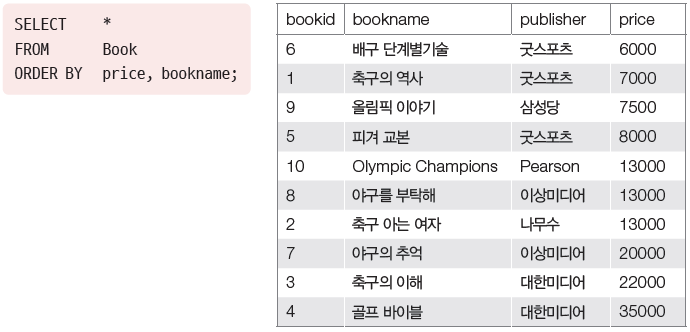 SELECT *
FROM Book
ORDER BY price, bookname;
bookid bookname publisher price
6 배구 단계별기술 굿스포츠 6000
1 축구의 역사 굿스포츠 7000
9 올림픽 이야기 삼성당 7500
5 피겨 교본 굿스포츠 8000
10 Olympic Champions Pearson 13000
8 야구를 부탁해 이상미디어 13000
2 축구 아는 여자 나무수 13000
7 야구의 추억 이상미디어 20000
3 축구의 이해 대한미디어 22000
4 골프 바이블 대한미디어 35000